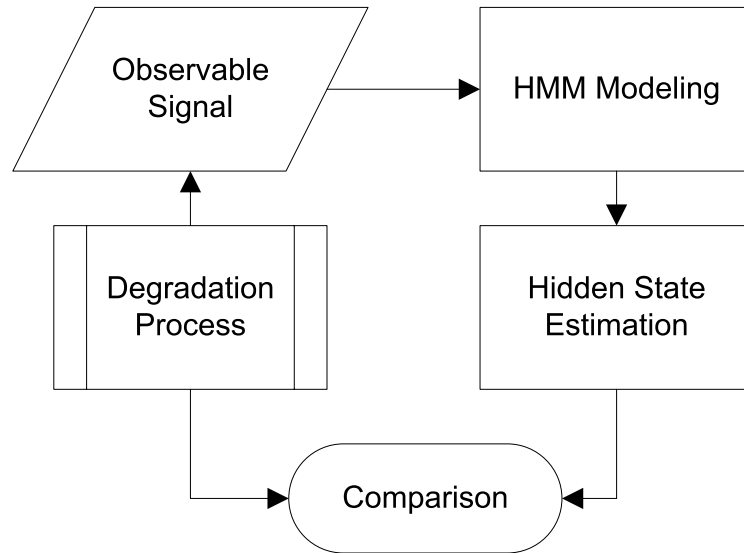 Observable
Signal
HMM Modeling
Degradation
Process
Hidden State
Estimation
Comparison